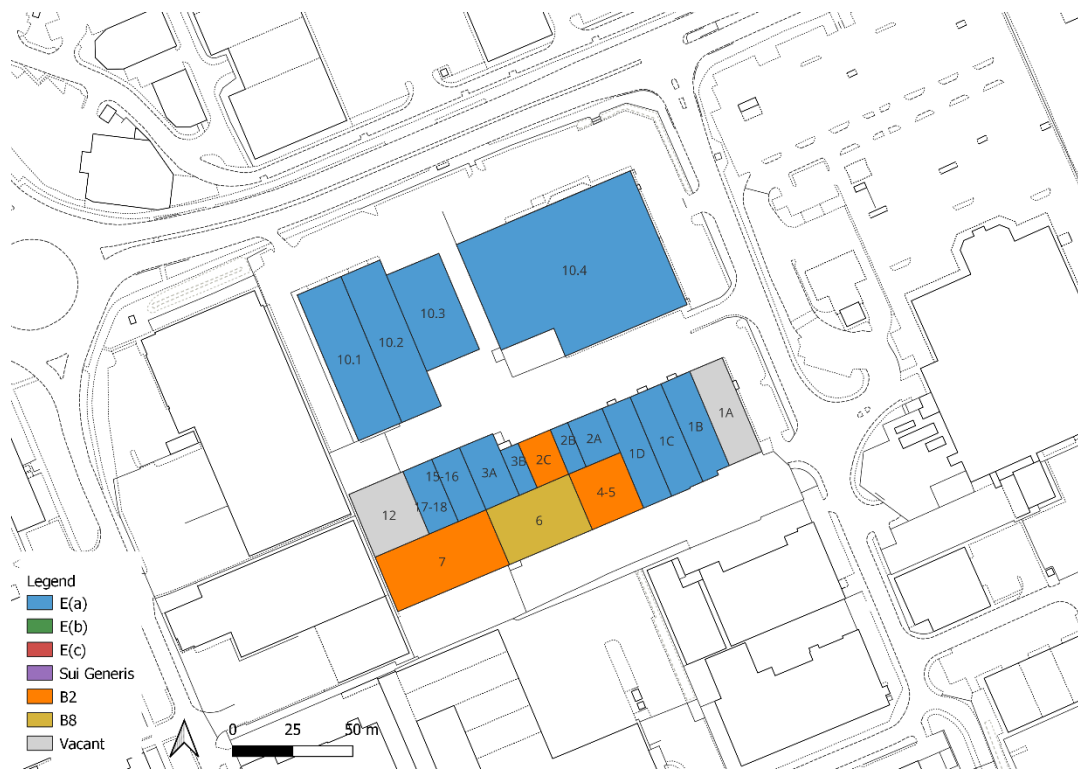 10.4
10.3
10.2
10.1
1A
1B
1C
2A
2B
1D
2C
3B
3A
15-16
17-18
12
4-5
6
7
Legend
E(a)
E(b)
E(c)
Sui Generis
B2
B8
Vacant
0 25 50 m